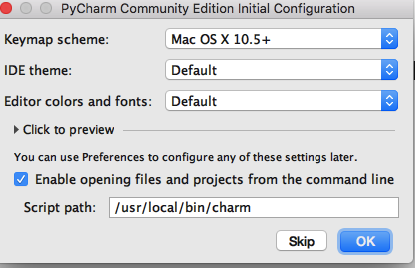 PyCharm Community Edition Initial Configuration
Keymap scheme: Mac OS X 10.5+
IDE theme: Default
Editor colors and fonts: Default
Click to preview
You can use Preferences to configure any of these settings later.
Enable opening files and projects from the command line
Script path: /usr/local/bin/charm
Skip OK